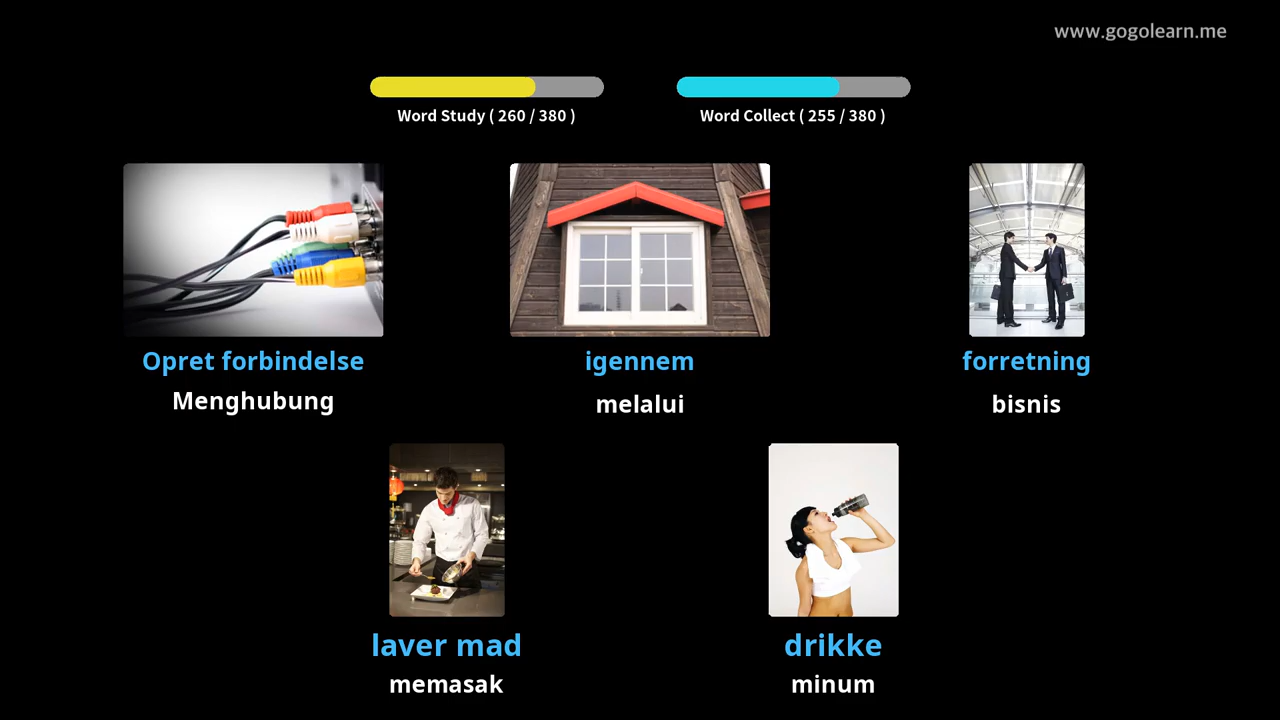 www.gogolearn.me
Word Study ( 260 / 380 )
Word Collect ( 255 / 380 )
Opret forbindelse
Menghubung
igennem
melalui
forretning
bisnis
laver mad
memasak
drikke
minum